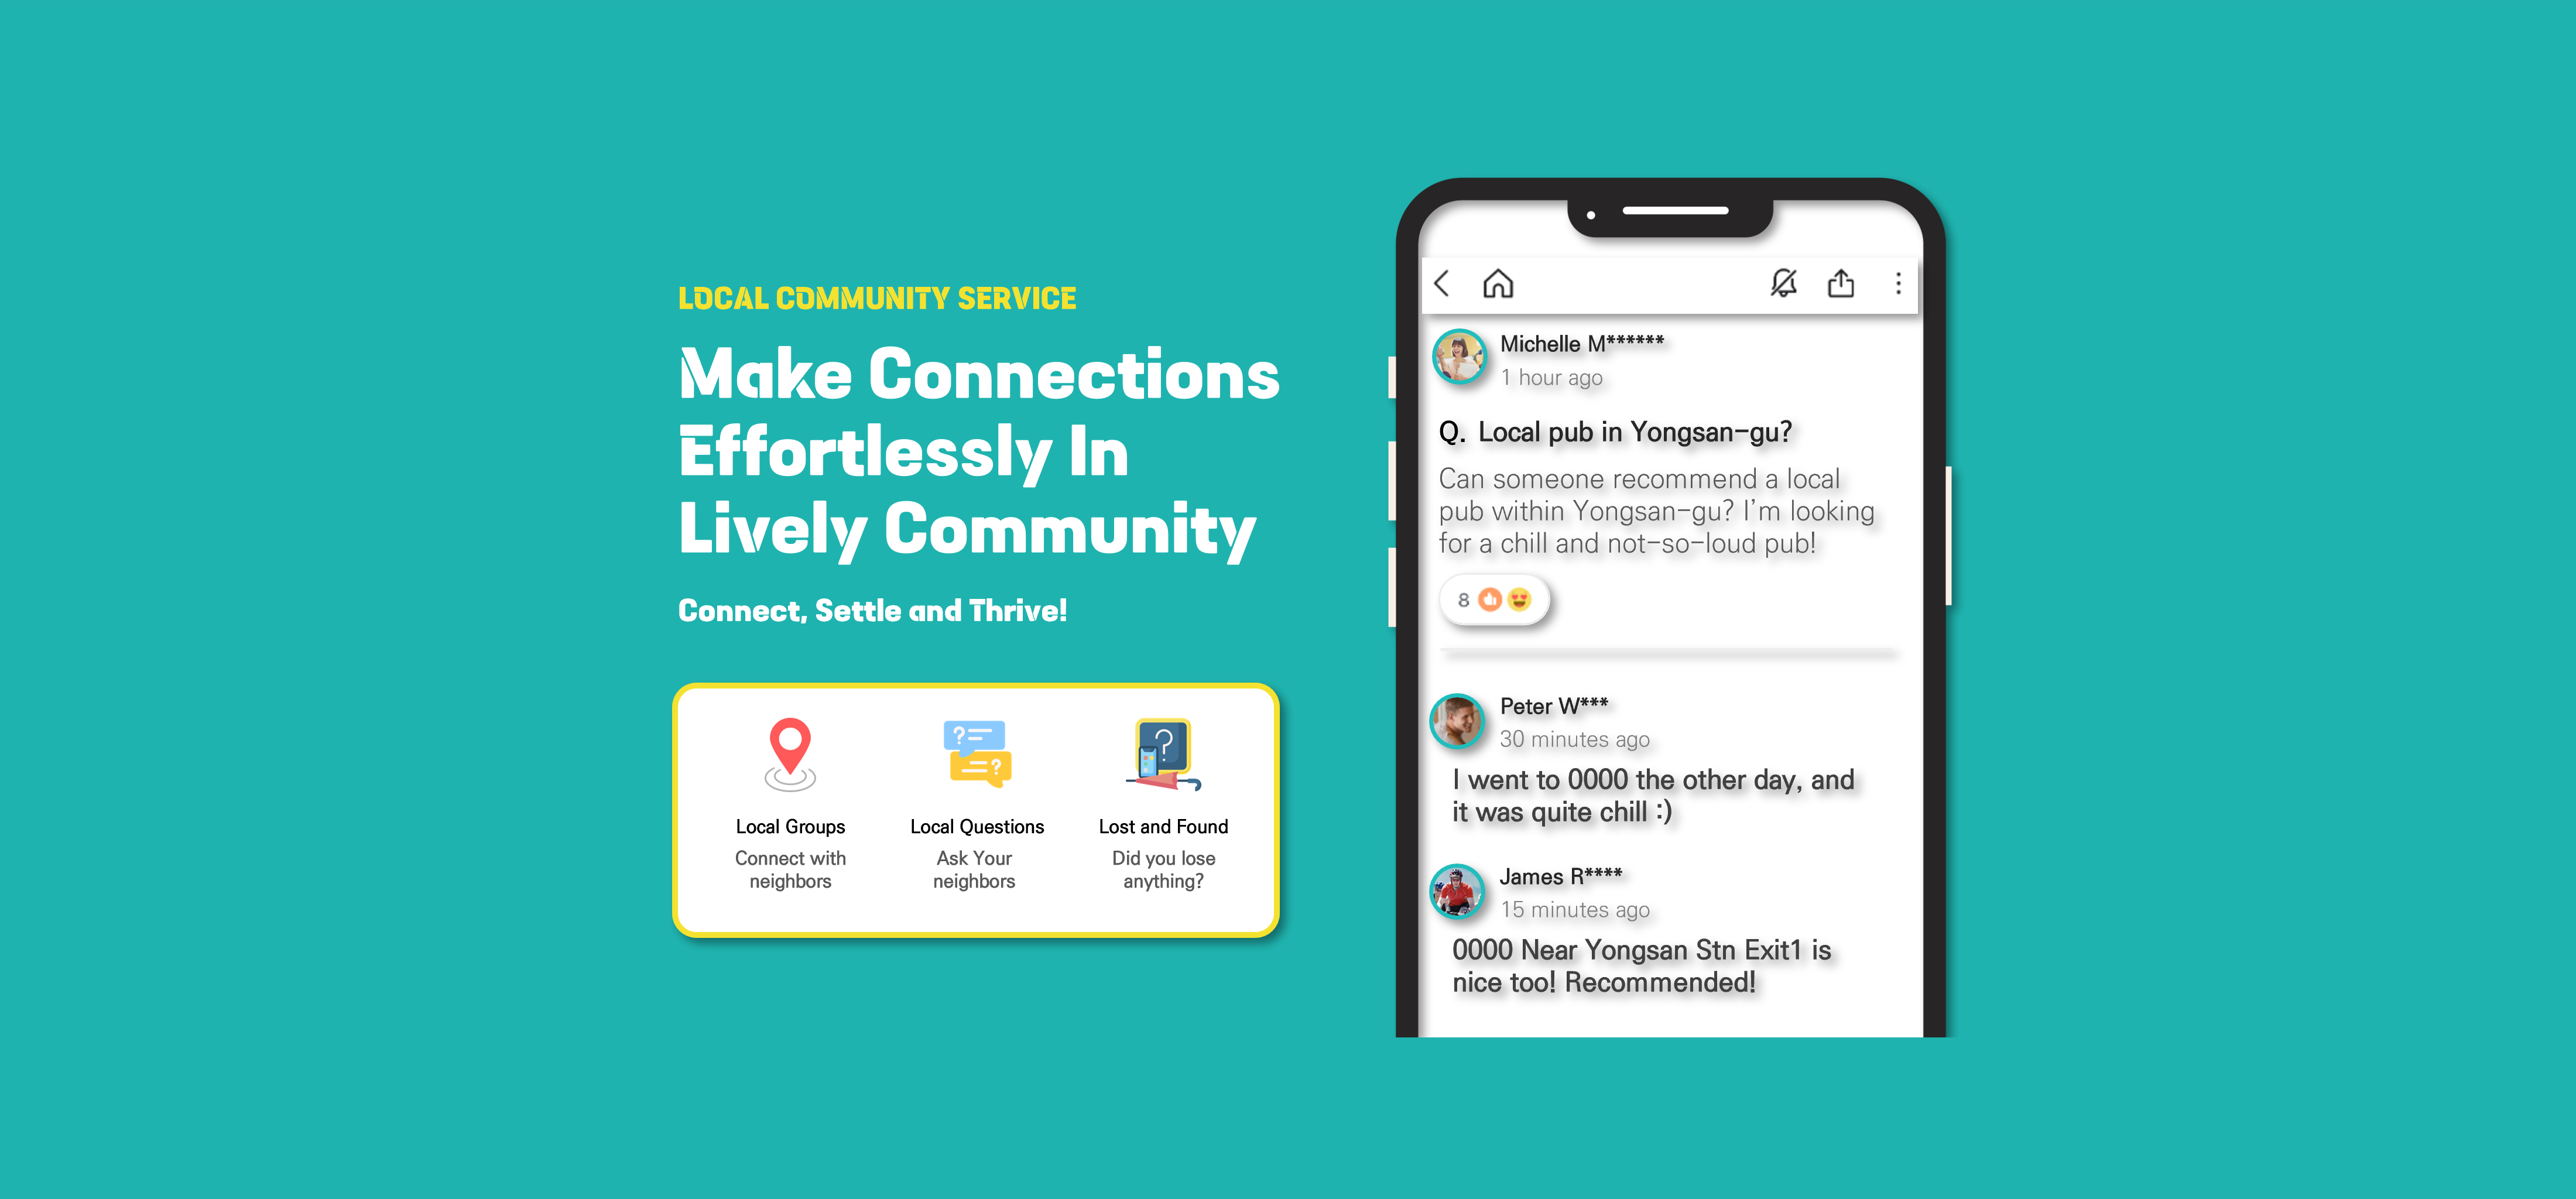 LOCAL COMMUNITY SERVICE
Make Connections
Effortlessly In
Lively Community
Connect, Settle and Thrive!
Local Groups
Connect with
neighbors
Local Questions
Ask Your
neighbors
Lost and Found
Did you lose
anything?
Michelle M******
1 hour ago
Q. Local pub in Yongsan-gu?
Can someone recommend a local
pub within Yongsan-gu? I'm looking
for a chill and not-so-loud pub!
8
Peter W***
30 minutes ago
I went to 0000 the other day, and
it was quite chill :)
James R****
15 minutes ago
0000 Near Yongsan Stn Exit1 is
nice too! Recommended!